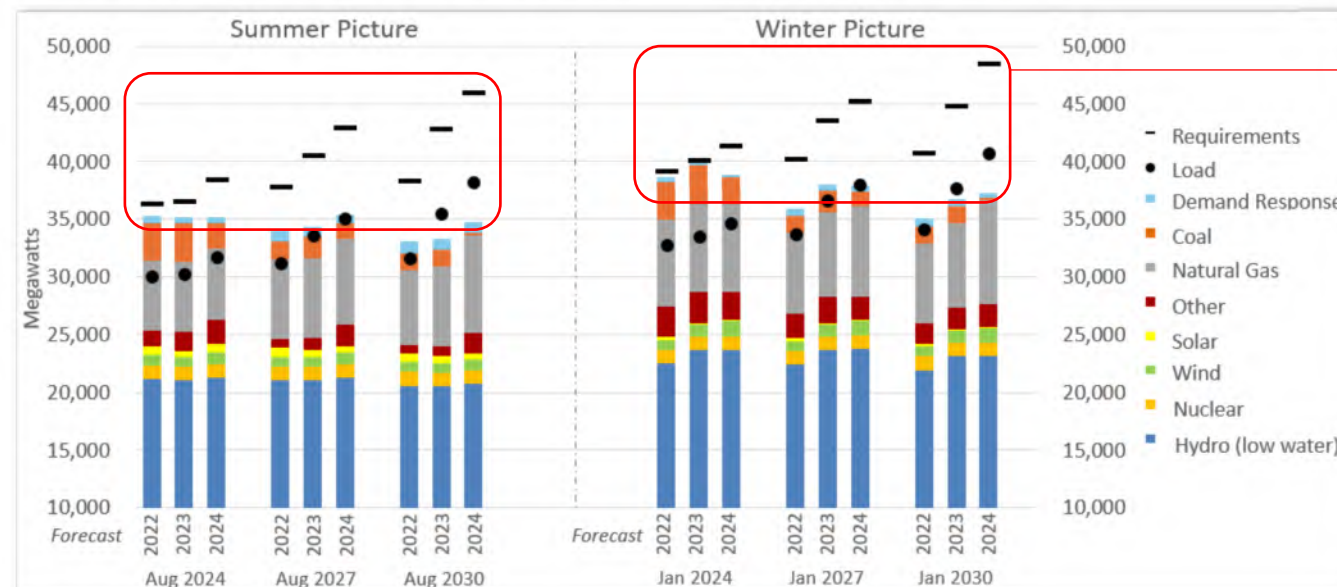 Summer Picture
Winter Picture
50,000
45,000
40,000
35,000
30,000
25,000
20,000
15,000
10,000
Megawatts
50,000
45,000
40,000
35,000
30,000
25,000
20,000
15,000
10,000
Requirements
Load
Demand Response
Coal
Natural Gas
Other
Solar
Wind
Nuclear
Hydro (low water)
Forecast 2022 2023 2024 2022 2023 2024 2022 2023 2024
Aug 2024 Aug 2027 Aug 2030
Forecast 2022 2023 2024 2022 2023 2024 2022 2023 2024
Jan 2024 Jan 2027 Jan 2030